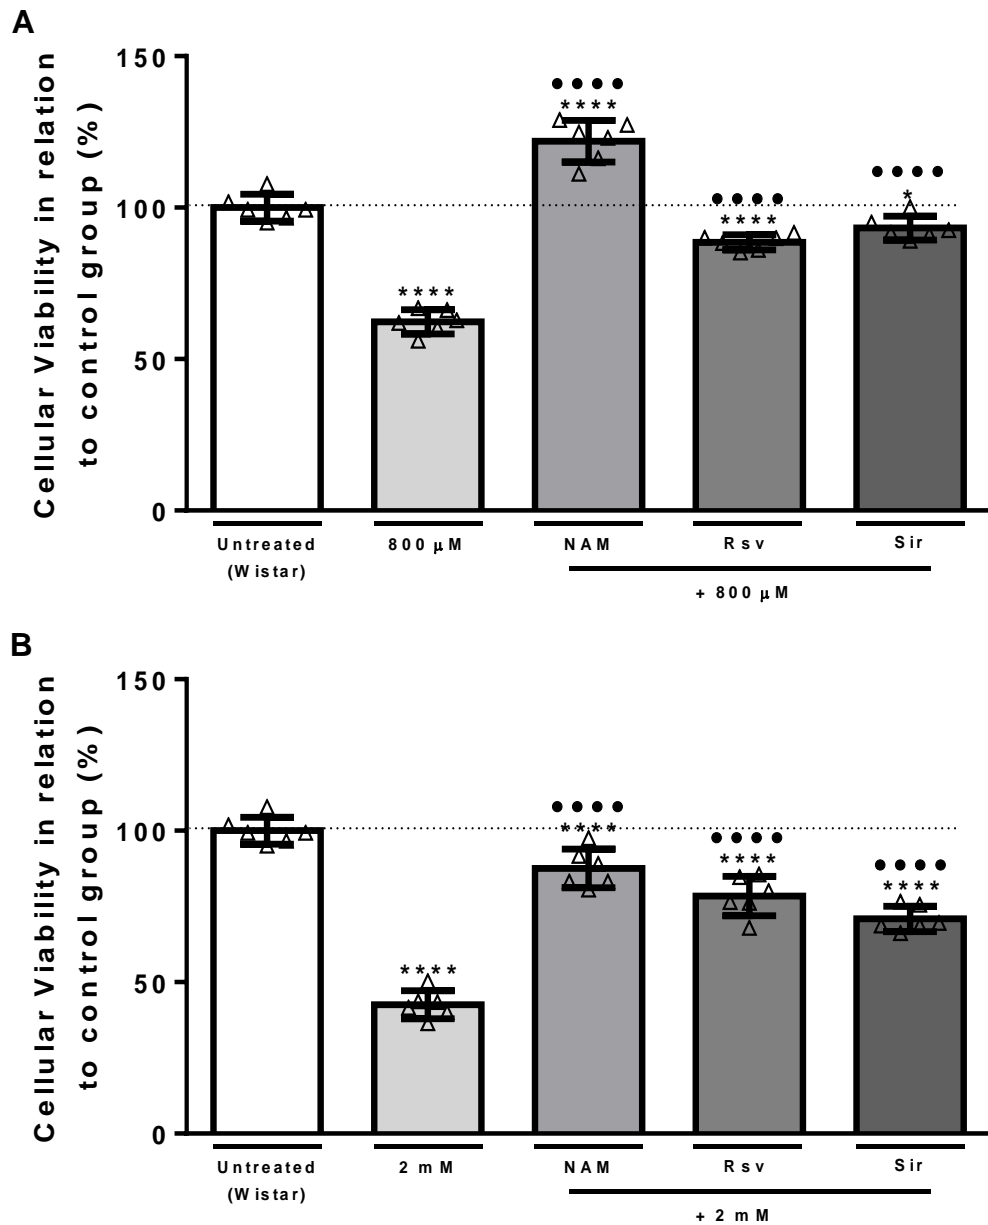 A
Cellular Viability in relation
to control group (%)
150
100
50
0
●●●●
****
●●●●
****
●●●●
*
****
Untreated
(Wistar)
800 µM
NAM
Rsv
Sir
+ 800 µM
B
Cellular Viability in relation
to control group (%)
150
100
50
0
●●●●
****
●●●●
****
●●●●
****
****
Untreated
(Wistar)
2 mM
NAM
Rsv
Sir
+ 2 mM